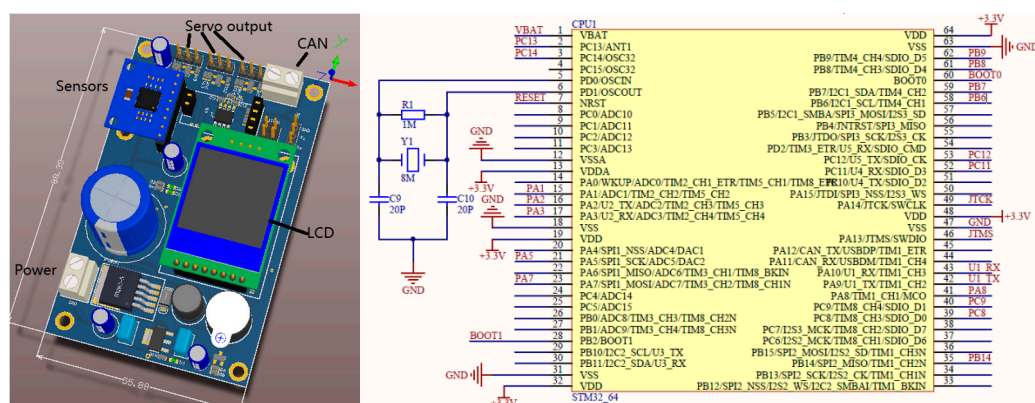 Servo output
CAN
Sensors
LCD
Power
88.39
55.88
CPU1
VBAT 1 VBAT
PC13 2 PC13/ANT1
PC14 3 PC14/OSC32
4 PC15/OSC32
5 PD0/OSCIN
6 PD1/OSCOUT
RESET 7 NRST
8 PC0/ADC10
9 PC1/ADC11
10 PC2/ADC12
11 PC3/ADC13
GND 12 VSSA
+3.3V 13 VDDA
14 PA0/WKUP/ADC0/TIM2_CH1_ETR/TIM5_CH1/TIM8_ETR
PA1 15 PA1/ADC1/TIM2_CH2/TIM5_CH2
PA2 16 PA2/U2_TX/ADC2/TIM2_CH3/TIM5_CH3
PA3 17 PA3/U2_RX/ADC3/TIM2_CH4/TIM5_CH4
GND 18 VSS
+3.3V 19 VDD
20 PA4/SPI1_NSS/ADC4/DAC1
PA5 21 PA5/SPI1_SCK/ADC5/DAC2
22 PA6/SPI1_MISO/ADC6/TIM3_CH1/TIM8_BKIN
PA7 23 PA7/SPI1_MOSI/ADC7/TIM3_CH2/TIM8_CH1N
24 PC4/ADC14
25 PC5/ADC15
26 PB0/ADC8/TIM3_CH3/TIM8_CH2N
27 PB1/ADC9/TIM3_CH4/TIM8_CH3N
BOOT1 28 PB2/BOOT1
29 PB10/I2C2_SCL/U3_TX
30 PB11/I2C2_SDA/U3_RX
GND 31 VSS
+3.3V 32 VDD
STM32_64
R1
1M
Y1
8M
C9
20P
C10
20P
GND
VDD 64 +3.3V
VSS 63 GND
PB9/TIM4_CH4/SDIO_D5 62 PB9
PB8/TIM4_CH3/SDIO_D4 61 PB8
BOOT0 60 BOOT0
PB7/I2C1_SDA/TIM4_CH2 59 PB7
PB6/I2C1_SCL/TIM4_CH1 58 PB6
PB5/I2C1_SMBA/SPI3_MOSI/I2S3_SD 57
PB4/JNTRST/SPI3_MISO 56
PB3/JTDO/SPI3_SCK/I2S3_CK 55
PD2/TIM3_ETR/U5_RX/SDIO_CMD 54
PC12/U5_TX/SDIO_CK 53 PC12
PC11/U4_RX/SDIO_D3 52 PC11
PC10/U4_TX/SDIO_D2 51
PA15/JTDI/SPI3_NSS/I2S3_WS 50
PA14/JTCK/SWCLK 49 JTCK
VDD 48 +3.3V
VSS 47 GND
PA13/JTMS/SWDIO 46 JTMS
PA12/CAN_TX/USBDP/TIM1_ETR 45
PA11/CAN_RX/USBDM/TIM1_CH4 44
PA10/U1_RX/TIM1_CH3 43 U1_RX
PA9/U1_TX/TIM1_CH2 42 U1_TX
PA8/TIM1_CH1/MCO 41 PA8
PC9/TIM8_CH4/SDIO_D1 40 PC9
PC8/TIM8_CH3/SDIO_D0 39 PC8
PC7/I2S3_MCK/TIM8_CH2/SDIO_D7 38
PC6/I2S2_MCK/TIM8_CH1/SDIO_D6 37
PB15/SPI2_MOSI/I2S2_SD/TIM1_CH3N 36
PB14/SPI2_MISO/TIM1_CH2N 35 PB14
PB13/SPI2_SCK/I2S2_CK/TIM1_CH1N 34
PB12/SPI2_NSS/I2S2_WS/I2C2_SMBAI/TIM1_BKIN 33